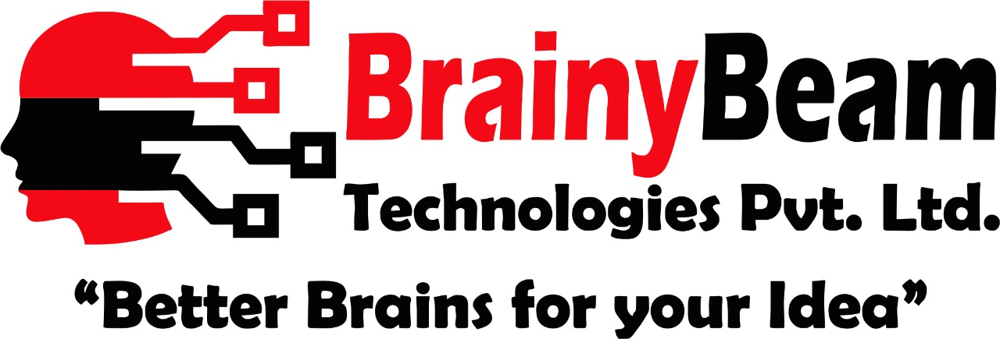 BrainyBeam
Technologies Pvt. Ltd.
“Better Brains for your Idea”